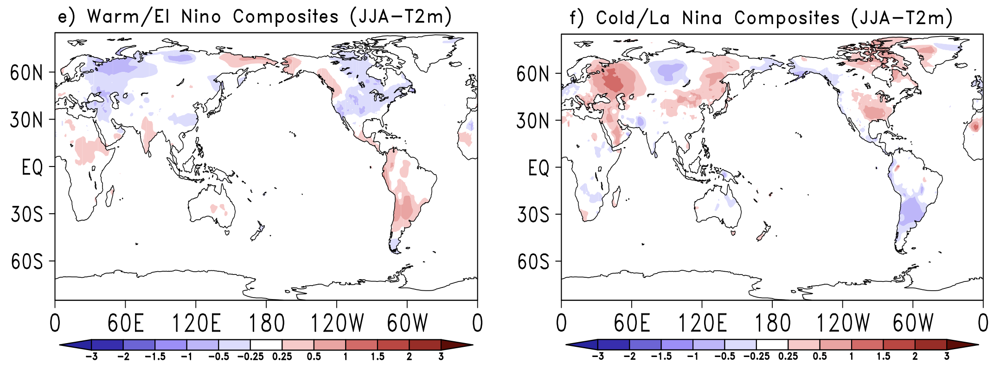 e) Warm/El Nino Composites (JJA-T2m)
60N
30N
EQ
30S
60S
0 60E 120E 180 120W 60W 0
-3 -2 -1.5 -1 -0.5 -0.25 0.25 0.5 1 1.5 2 3
f) Cold/La Nina Composites (JJA-T2m)
60N
30N
EQ
30S
60S
0 60E 120E 180 120W 60W 0
-3 -2 -1.5 -1 -0.5 -0.25 0.25 0.5 1 1.5 2 3